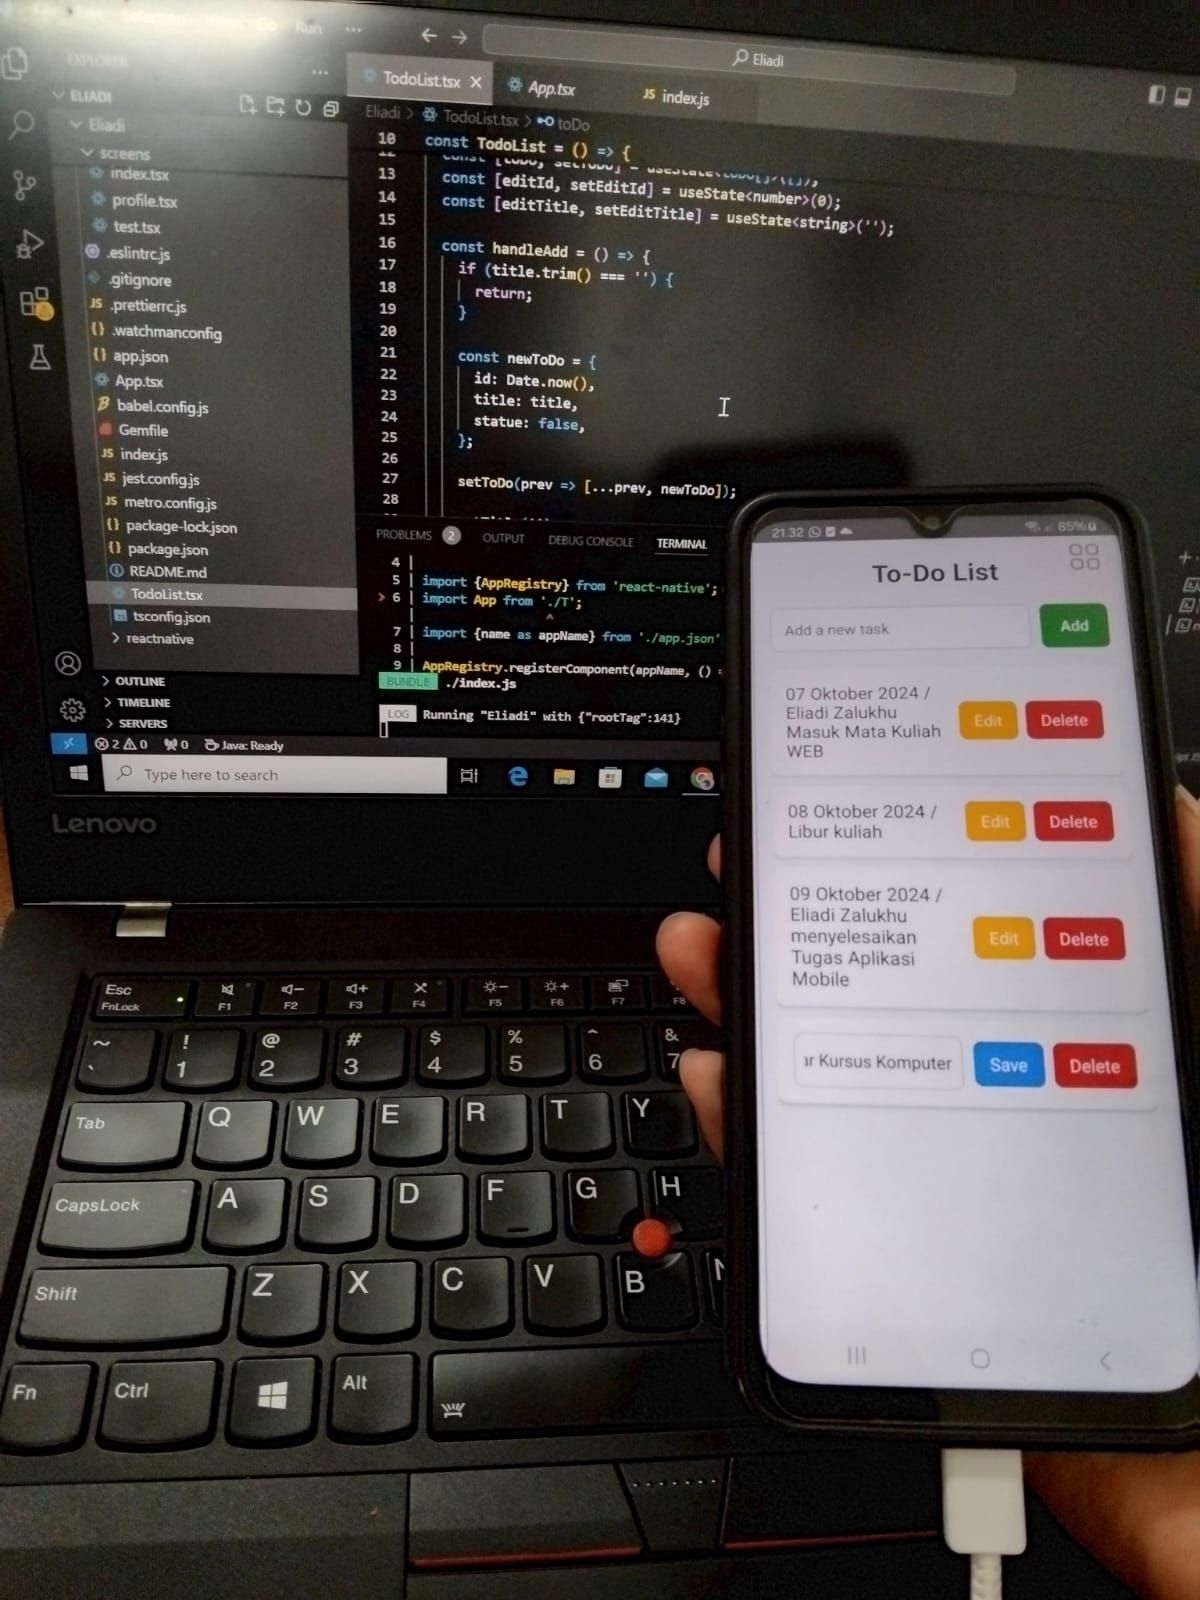 Go Run ...
Eliadi
EXPLORER
ELIADI
Eliadi
screens
index.tsx
profile.tsx
test.tsx
.eslintrc.js
.gitignore
.prettierrc.js
.watchmanconfig
app.json
App.tsx
babel.config.js
Gemfile
index.js
jest.config.js
metro.config.js
package-lock.json
package.json
README.md
TodoList.tsx
tsconfig.json
reactnative
OUTLINE
TIMELINE
SERVERS
TodoList.tsx
App.tsx
JS index.js
Eliadi > TodoList.tsx > toDo
10 const TodoList = () => {
12
13 const [editId, setEditId] = useState<number>(0);
14 const [editTitle, setEditTitle] = useState<string>('');
15
16 const handleAdd = () => {
17 if (title.trim() === '') {
18 return;
19 }
20
21 const newToDo = {
22 id: Date.now(),
23 title: title,
24 statue: false,
25 };
26
27 setToDo(prev => [...prev, newToDo]);
28
PROBLEMS 2 OUTPUT DEBUG CONSOLE TERMINAL
4 |
5 | import {AppRegistry} from 'react-native';
> 6 | import App from './T';
| ^
7 | import {name as appName} from './app.json'
8 |
9 | AppRegistry.registerComponent(appName, () =
BUNDLE ./index.js
LOG Running "Eliadi" with {"rootTag":141}
2 0 0 Java: Ready
Type here to search
Lenovo
21.32 85%
To-Do List
Add a new task Add
07 Oktober 2024 /
Eliadi Zalukhu
Masuk Mata Kuliah
WEB
Edit Delete
08 Oktober 2024 /
Libur kuliah
Edit Delete
09 Oktober 2024 /
Eliadi Zalukhu
menyelesaikan
Tugas Aplikasi
Mobile
Edit Delete
ar Kursus Komputer Save Delete
Esc FnLock F1 F2 F3 F4 F5 F6 F7 F8
~ ` ! 1 @ 2 # 3 $ 4 % 5 ^ 6 & 7
Tab Q W E R T Y
CapsLock A S D F G H
Shift Z X C V B N
Fn Ctrl Alt